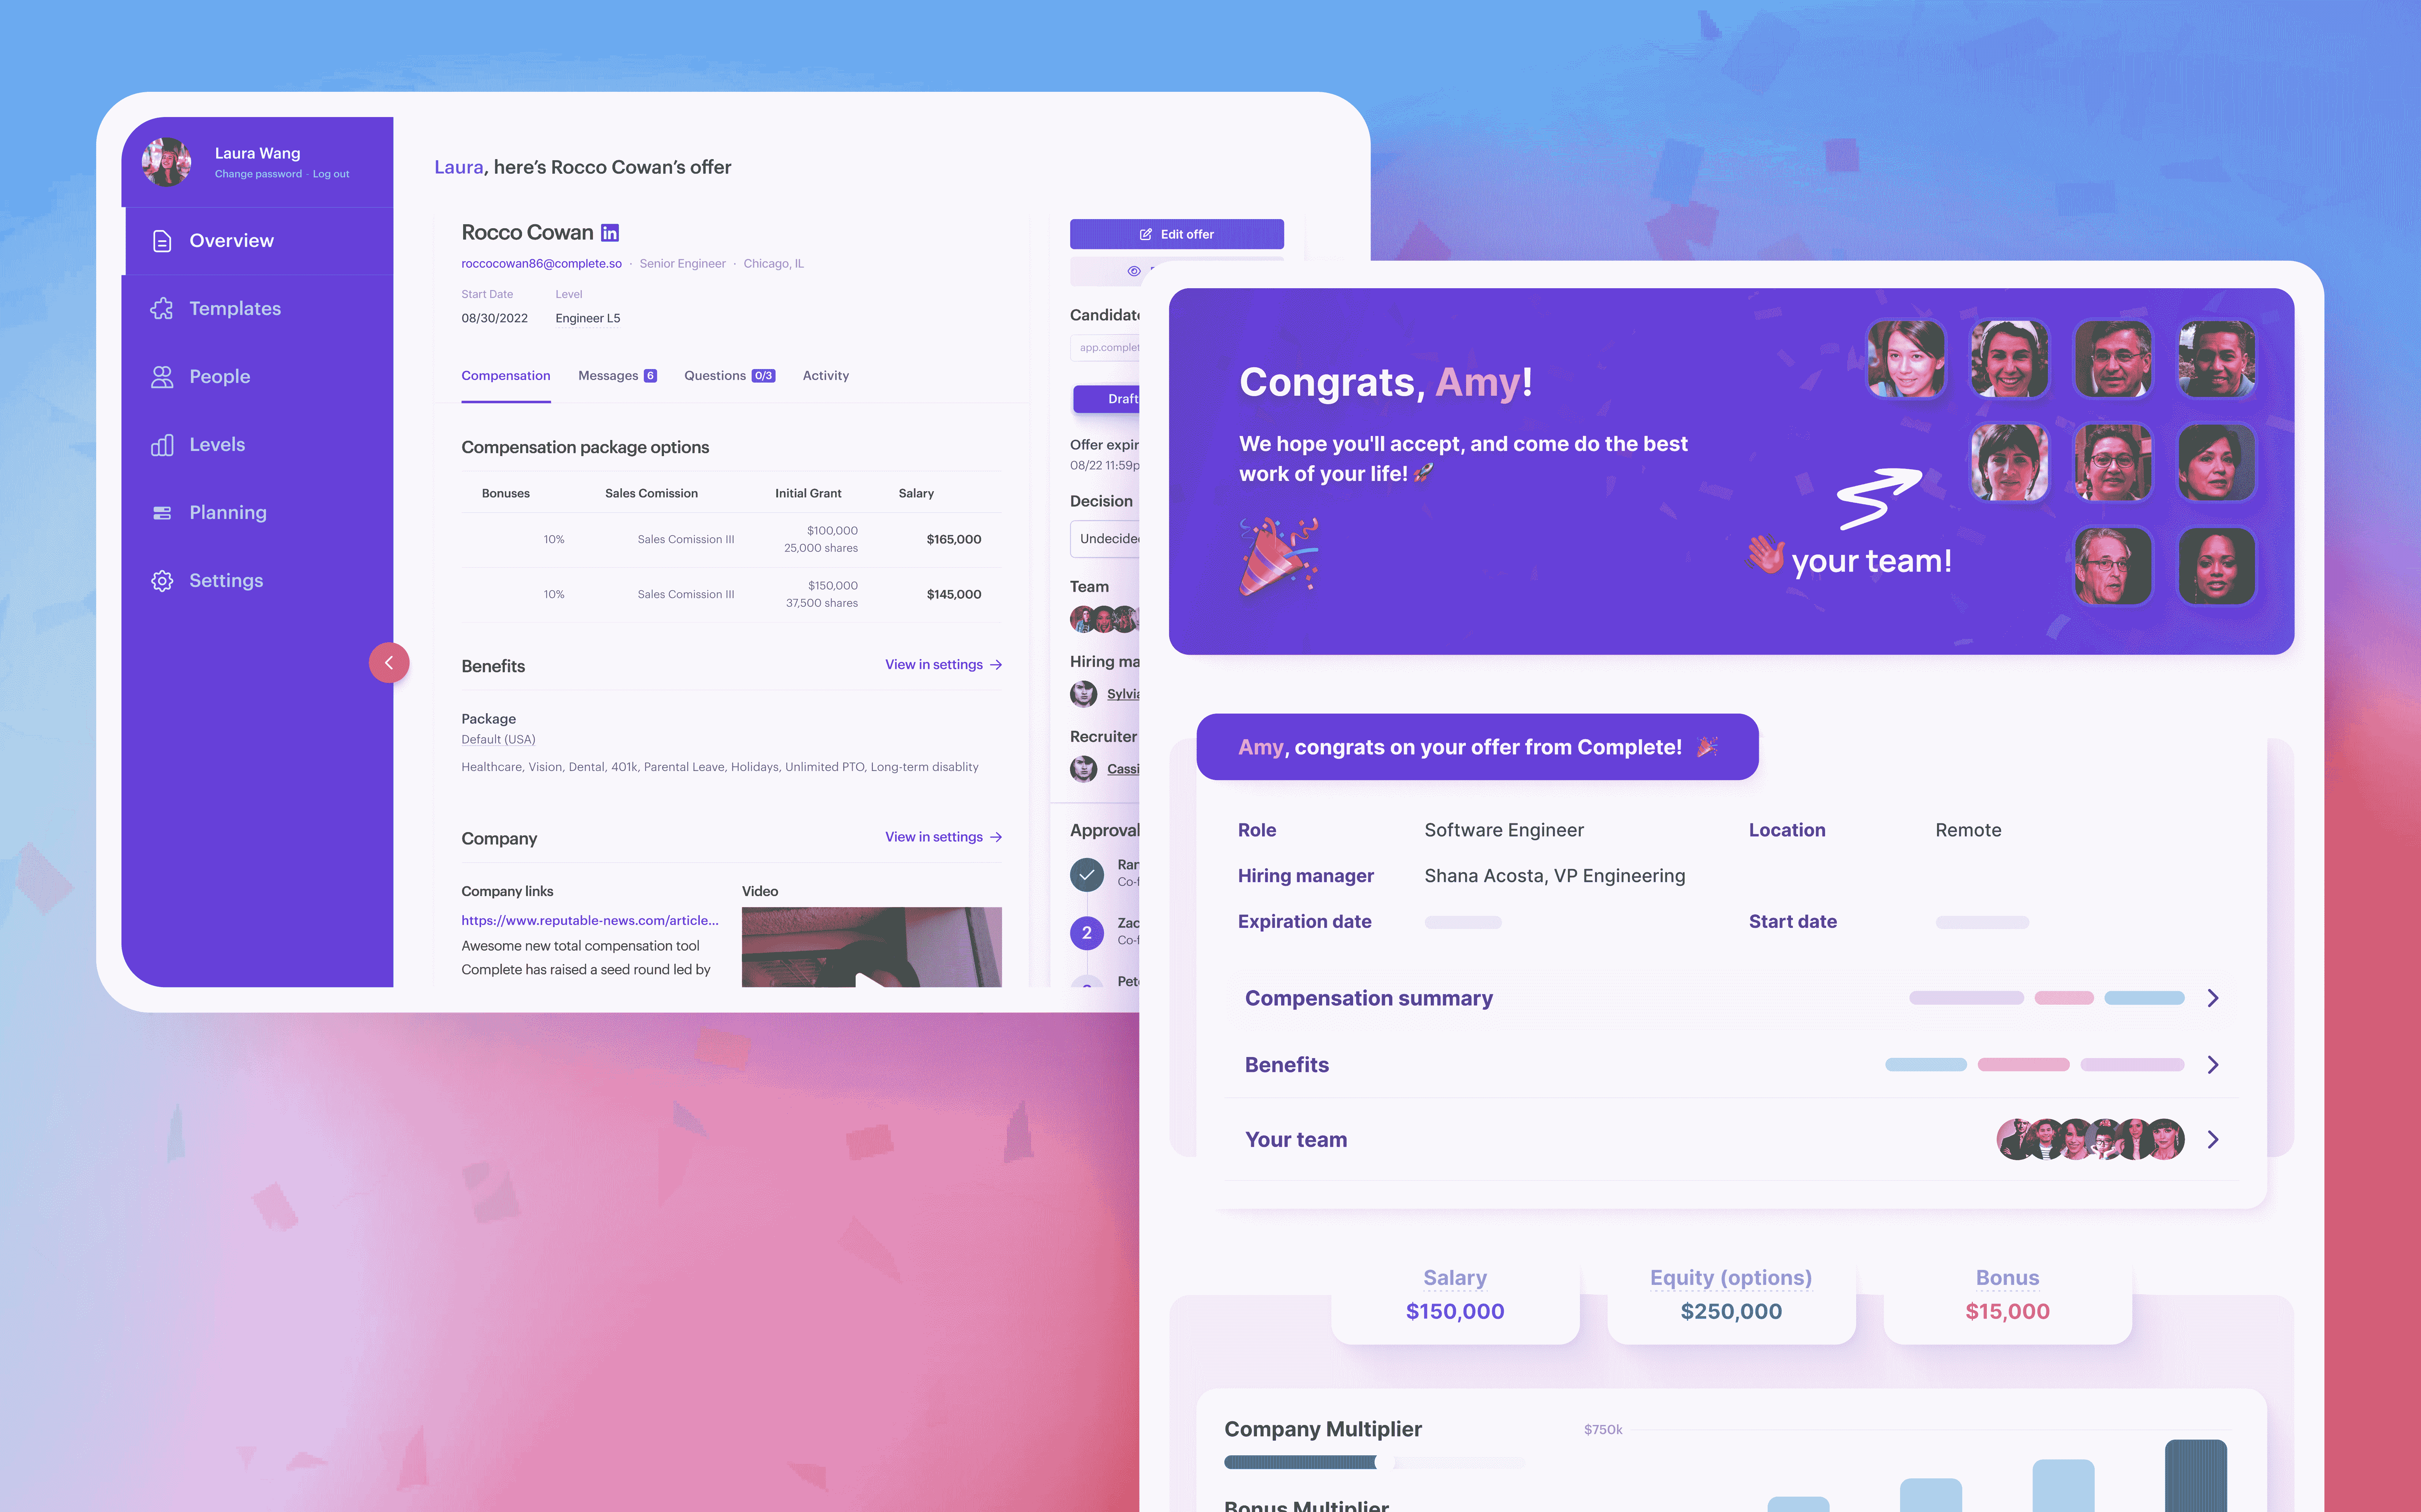 Laura Wang
Change password · Log out
Overview
Templates
People
Levels
Planning
Settings
Laura, here's Rocco Cowan's offer
Rocco Cowan in
roccocowan86@complete.so · Senior Engineer · Chicago, IL
Start Date Level
08/30/2022 Engineer L5
Compensation Messages 6 Questions 0/3 Activity
Compensation package options
Bonuses Sales Comission Initial Grant Salary
10% Sales Comission III $100,000 25,000 shares $165,000
10% Sales Comission III $150,000 37,500 shares $145,000
Benefits View in settings →
Package
Default (USA)
Healthcare, Vision, Dental, 401k, Parental Leave, Holidays, Unlimited PTO, Long-term disablity
Company View in settings →
Company links Video
https://www.reputable-news.com/article...
Awesome new total compensation tool
Complete has raised a seed round led by
Edit offer
Candidate
app.complet
Draft
Offer expir
08/22 11:59p
Decision
Undecided
Team
Hiring ma
Sylvia
Recruiter
Cassi
Approval
Ran
Co-f
2
Zac
Co-f
Pete
Congrats, Amy!
We hope you'll accept, and come do the best
work of your life! 🚀
👋 your team!
Amy, congrats on your offer from Complete! 🎉
Role Software Engineer Location Remote
Hiring manager Shana Acosta, VP Engineering
Expiration date Start date
Compensation summary
Benefits
Your team
Salary
$150,000
Equity (options)
$250,000
Bonus
$15,000
Company Multiplier
$750k
Bonus Multiplier